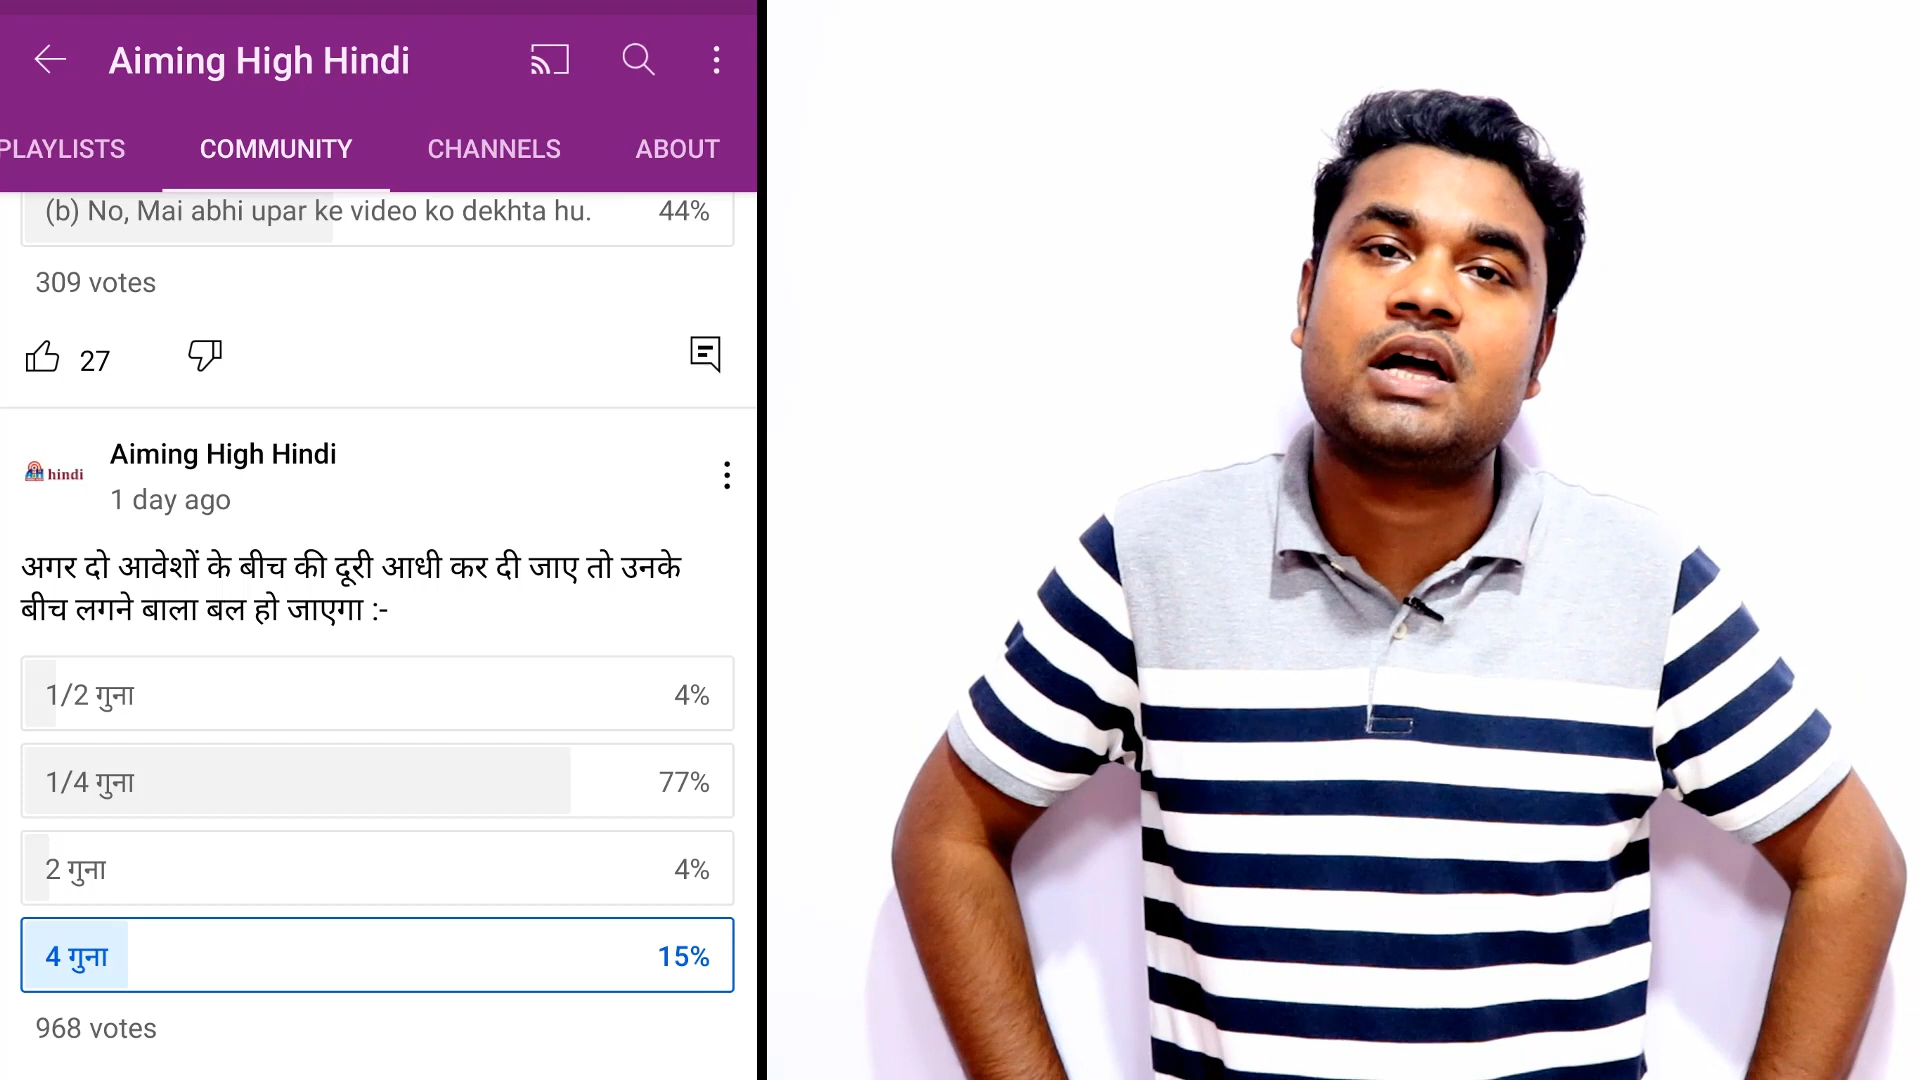 Aiming High Hindi
PLAYLISTS COMMUNITY CHANNELS ABOUT
(b) No, Mai abhi upar ke video ko dekhta hu. 44%
309 votes
27
Aiming High Hindi
hindi
1 day ago
अगर दो आवेशों के बीच की दूरी आधी कर दी जाए तो उनके
बीच लगने बाला बल हो जाएगा :-
1/2 गुना 4%
1/4 गुना 77%
2 गुना 4%
4 गुना 15%
968 votes